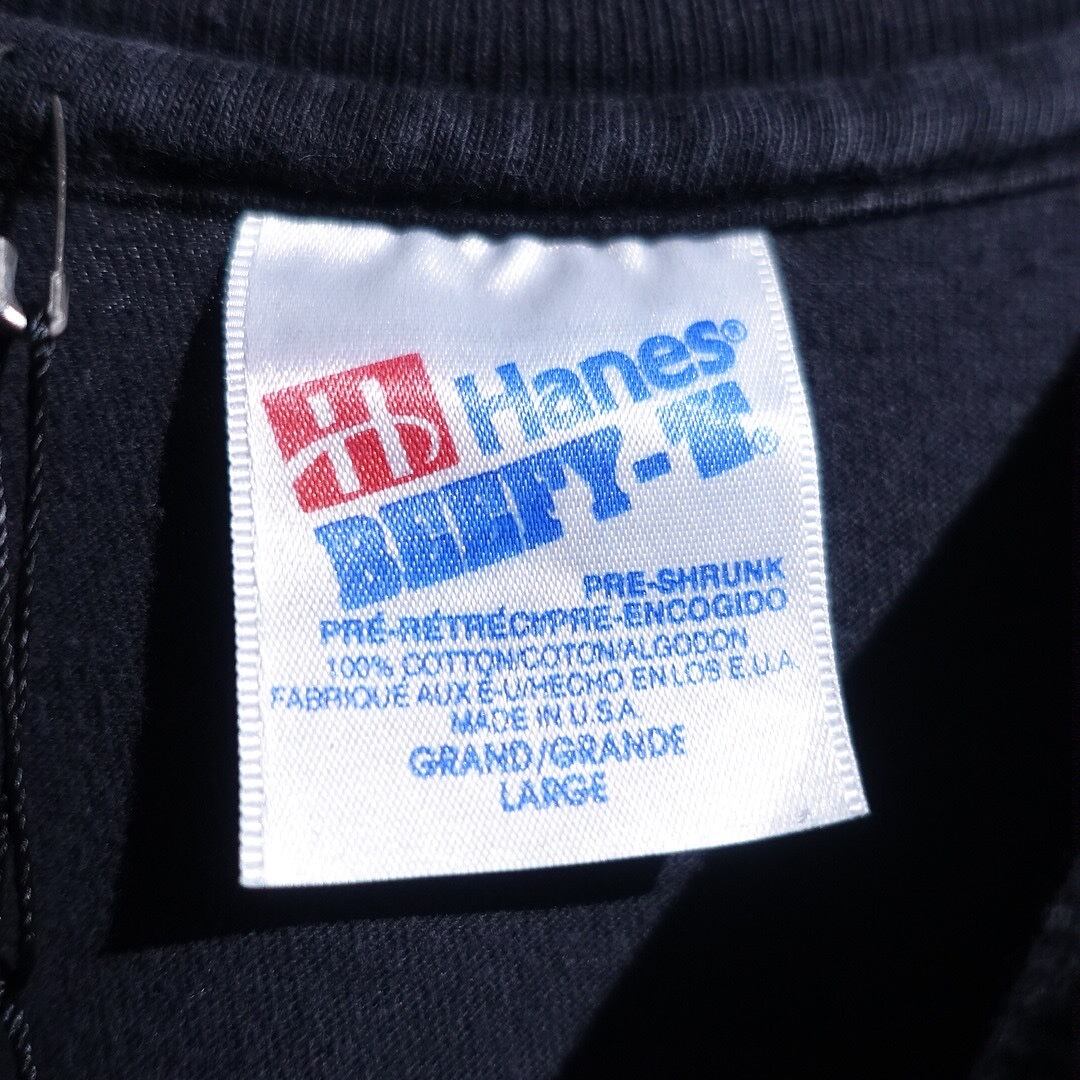 Hanes®
BEEFY-T®
PRE-SHRUNK
PRÉ-RÉTRÉCI/PRE-ENCOGIDO
100% COTTON/COTON/ALGODON
FABRIQUÉ AUX É-U/HECHO EN LOS E.U.A.
MADE IN U.S.A.
GRAND/GRANDE
LARGE